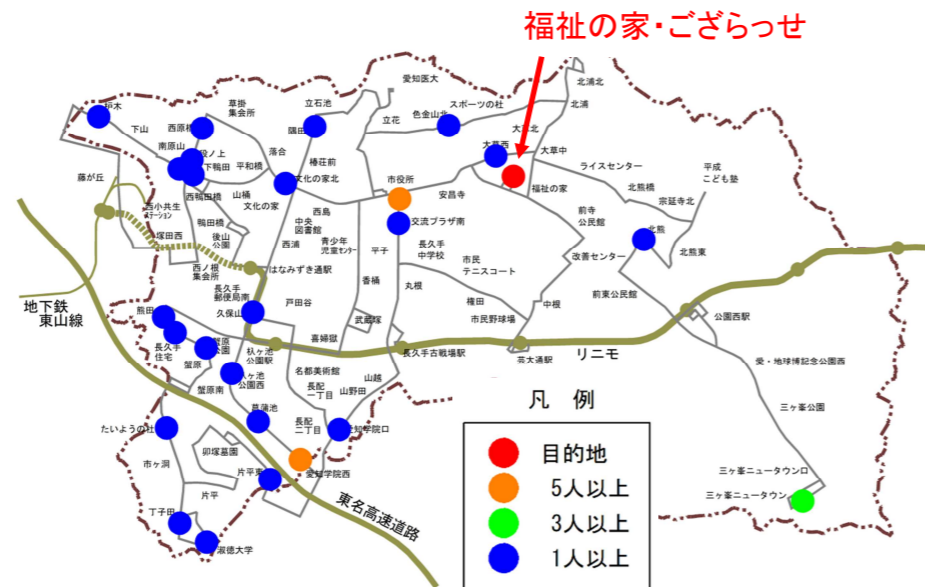 福祉の家・ござらっせ
愛知医大
北浦北
草掛
集会所
立石池
スポーツの杜
北浦
色金山北
立花
下山
西原橋
隅田
大草北
南原山
落合
大草西
大草中
下鴨田
平和橋
椿荘前
ライスセンター
平成
こども塾
市役所
藤が丘
文化の家北
安昌寺
福祉の家
北熊橋
西鴨田橋
山桶
文化の家
宗延寺北
西小共生
ステーション
西島
中央
図書館
交流プラザ南
前寺
公民館
鴨田橋
北熊
塚田西
後山
公園
西浦
青少年
児童センター
平子
長久手
中学校
改善センター
北熊東
西ノ根
集会所
はなみずき通駅
丸根
市民
テニスコート
香桶
前東公民館
長久手
郵便局南
戸田谷
権田
中根
地下鉄
東山線
熊田
久保山
武蔵塚
市民野球場
公園西駅
喜婦嶽
長久手
住宅
蟹原
公園
杁ヶ池
公園駅
長久手古戦場駅
芸大通駅
リニモ
蟹原
名都美術館
愛・地球博記念公園西
杁ヶ池
公園西
山越
蟹原南
長配
一丁目
山野田
凡 例
三ヶ峯公園
菖蒲池
たいようの杜
長配
二丁目
愛知学院口
卯塚墓園
目的地
市ヶ洞
片平東
愛知学院西
三ヶ峯ニュータウン口
5人以上
片平
三ヶ峯ニュータウン
東名高速道路
3人以上
丁子田
淑徳大学
1人以上